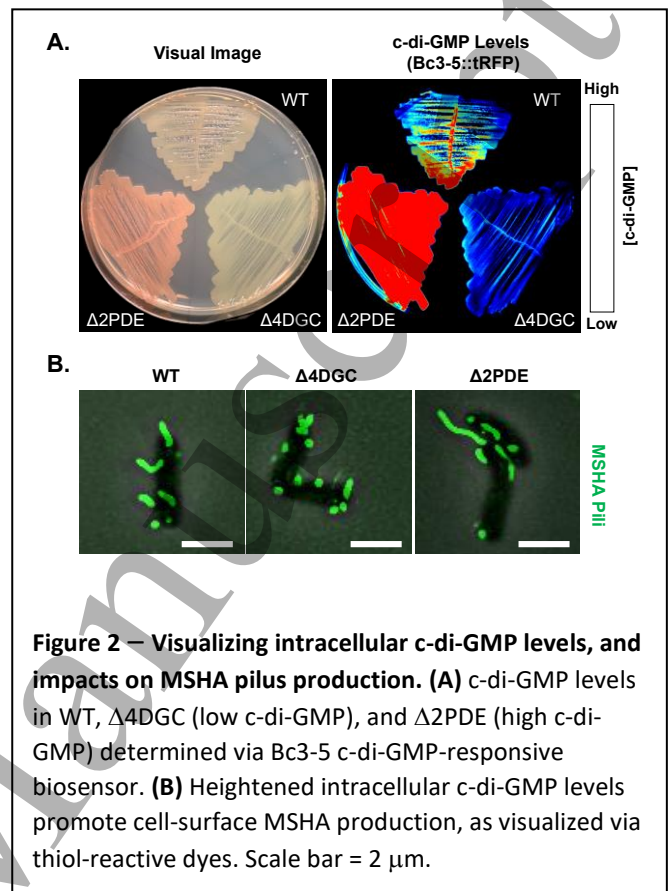 A.
Visual Image
c-di-GMP Levels
(Bc3-5::tRFP)
WT
WT
High
[c-di-GMP]
Δ2PDE
Δ4DGC
Δ2PDE
Δ4DGC
Low
B.
WT
Δ4DGC
Δ2PDE
MSHA Pili
Figure 2 – Visualizing intracellular c-di-GMP levels, and
impacts on MSHA pilus production. (A) c-di-GMP levels
in WT, Δ4DGC (low c-di-GMP), and Δ2PDE (high c-di-
GMP) determined via Bc3-5 c-di-GMP-responsive
biosensor. (B) Heightened intracellular c-di-GMP levels
promote cell-surface MSHA production, as visualized via
thiol-reactive dyes. Scale bar = 2 μm.